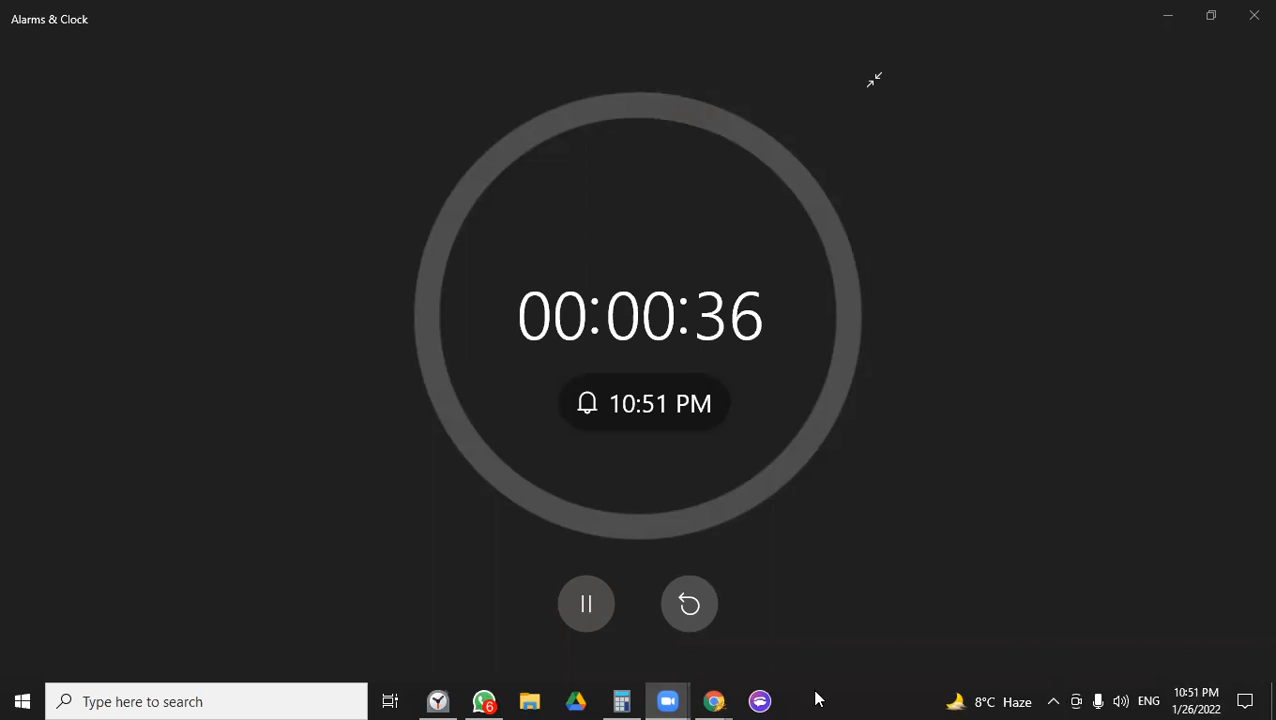 Alarms & Clock
00:00:36
10:51 PM
Type here to search
6
8°C Haze
ENG
10:51 PM
1/26/2022